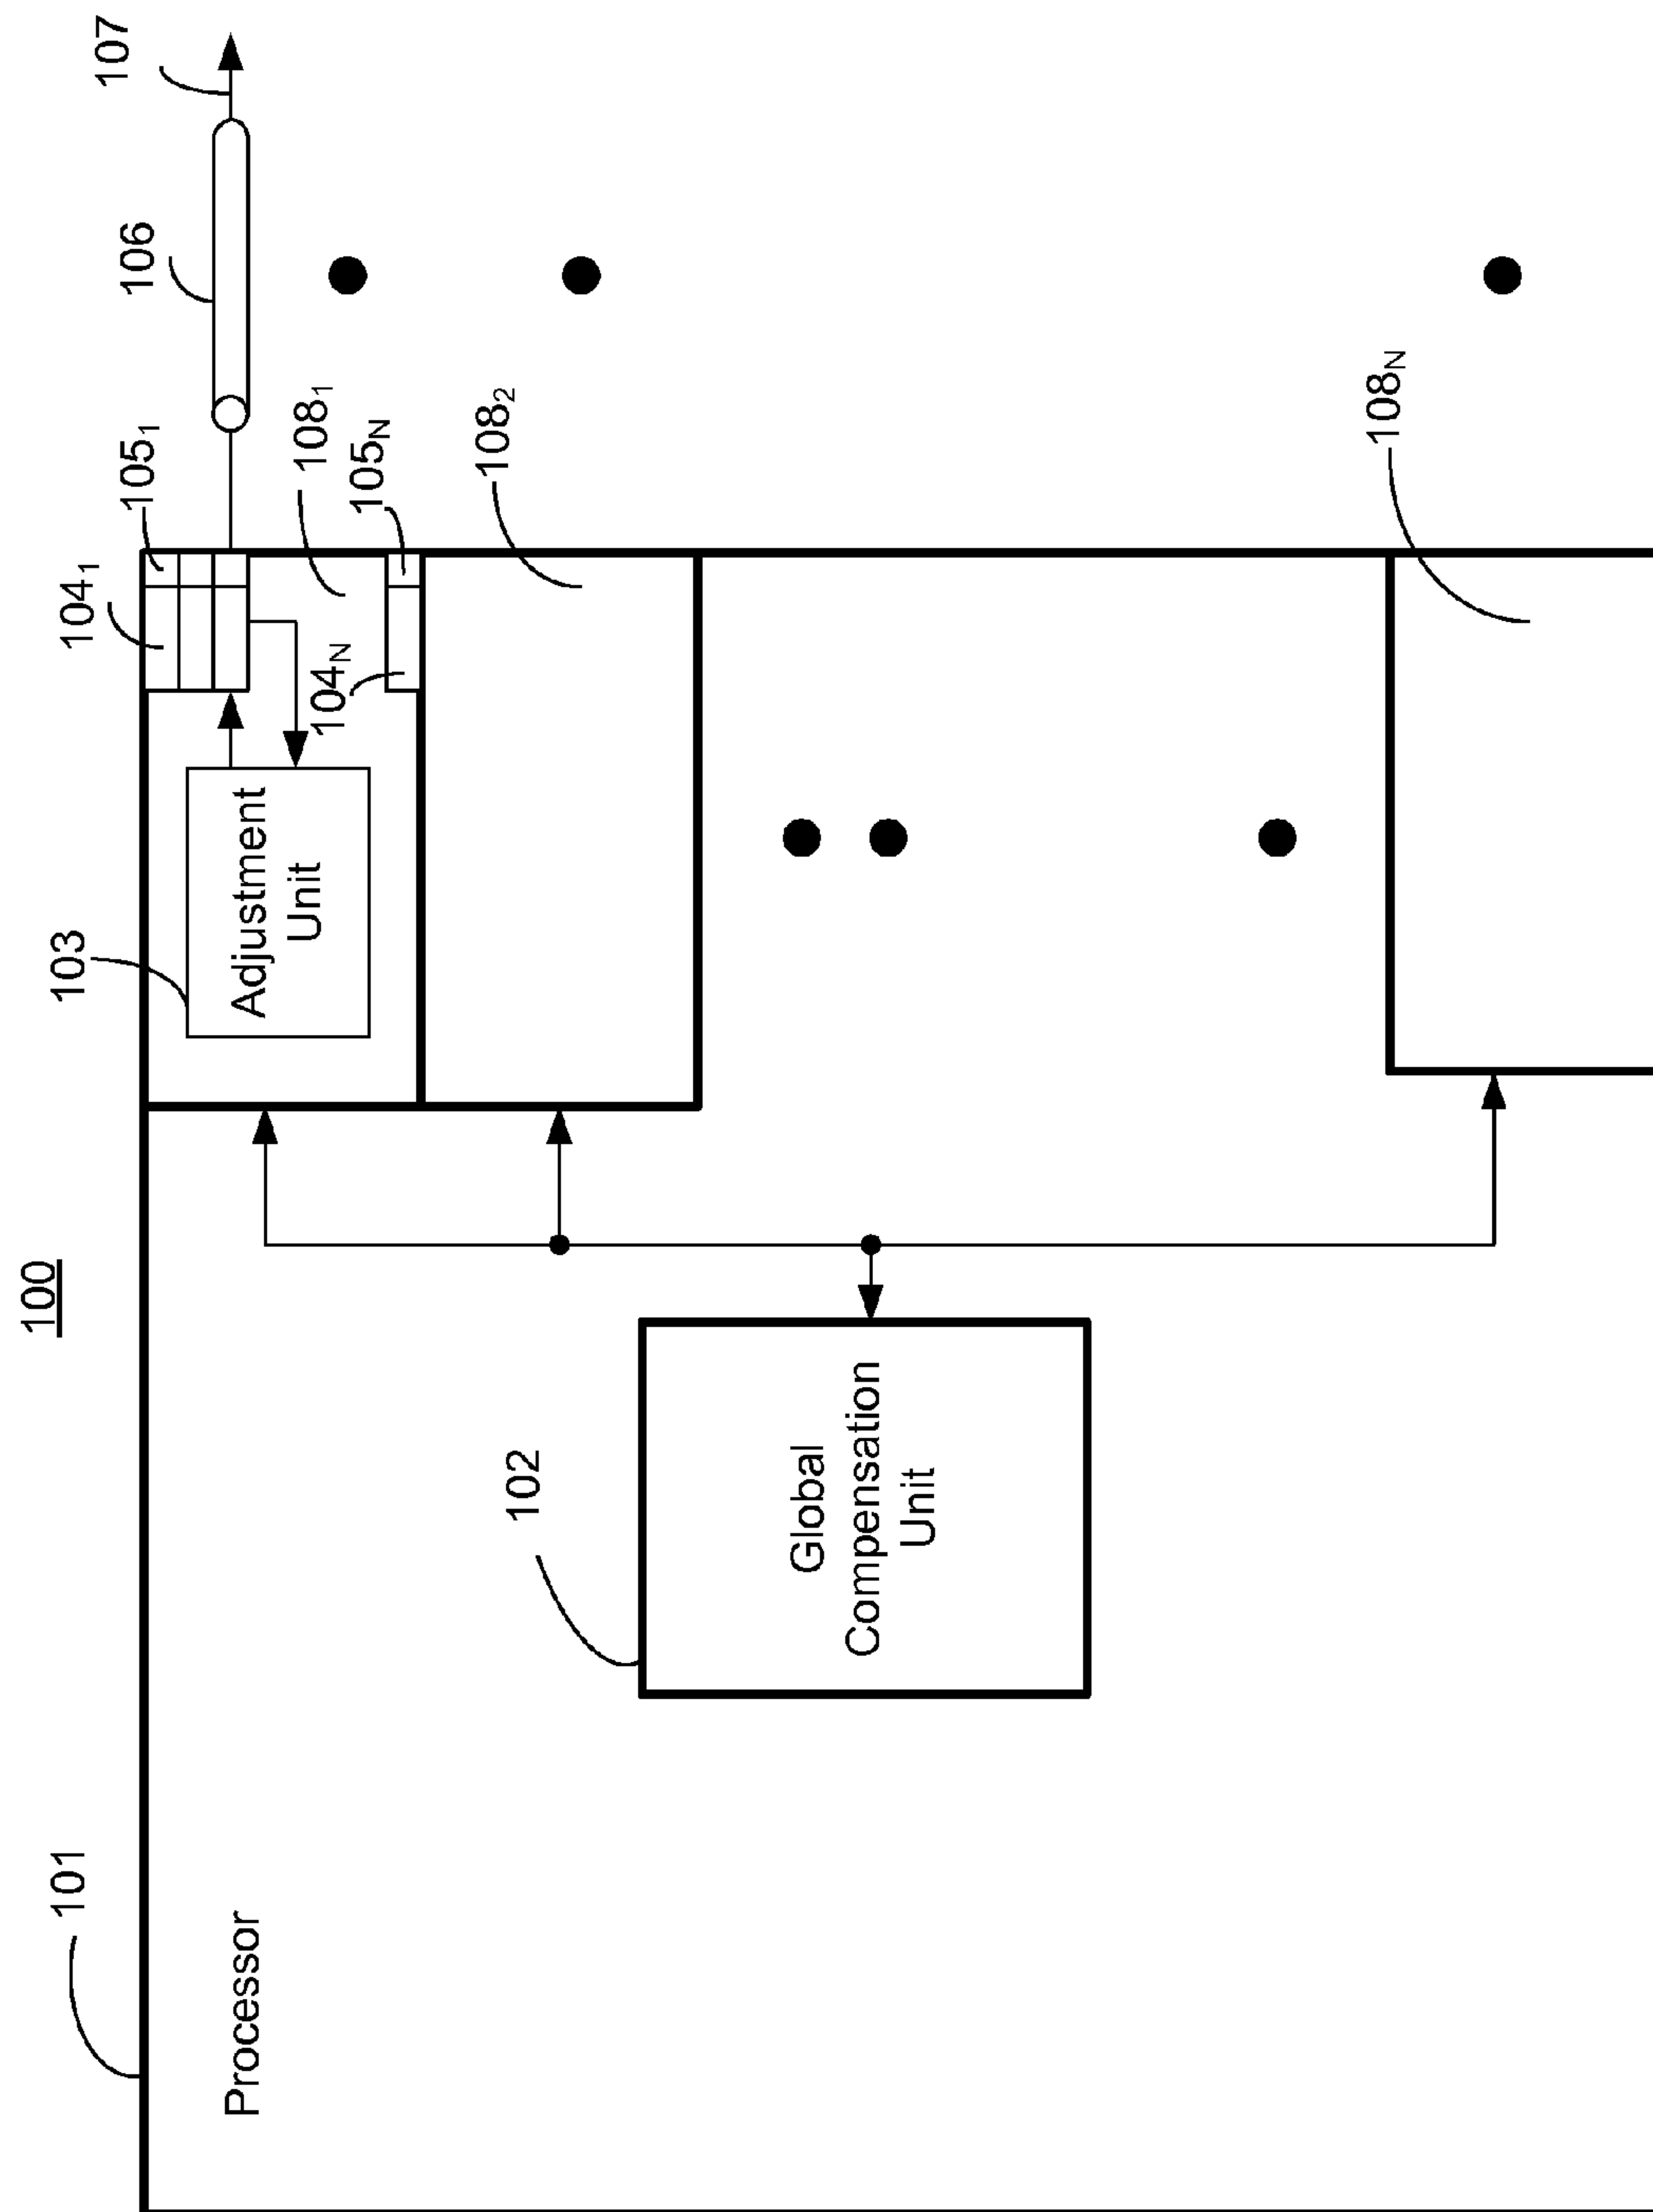 100
101
Processor
102
Global
Compensation
Unit
103
Adjustment
Unit
104₁
105₁
106
107
108₁
104N
105N
108₂
108N